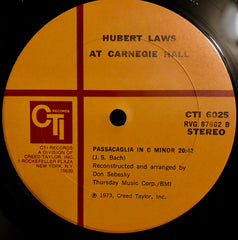 HUBERT LAWS
AT CARNEGIE HALL
CTI 6025
RVG 87602 B
STEREO
CTI
RECORDS
CTI RECORDS
A DIVISION OF
CREED TAYLOR, INC.
1 ROCKEFELLER PLAZA
NEW YORK, N.Y.
10020
PASSACAGLIA IN C MINOR 20:42
(J. S. Bach)
Reconstructed and arranged by
Don Sebesky
Thursday Music Corp./BMI
℗ 1973, Creed Taylor, Inc.